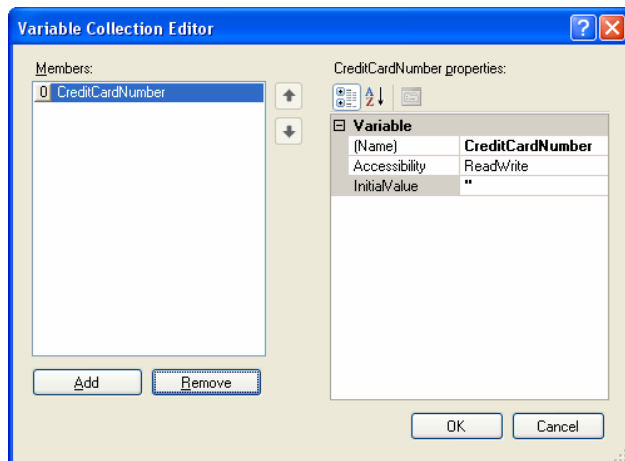 Variable Collection Editor
Members:
0 CreditCardNumber
Add
Remove
CreditCardNumber properties:
Variable
(Name) CreditCardNumber
Accessibility ReadWrite
InitialValue ''
OK
Cancel